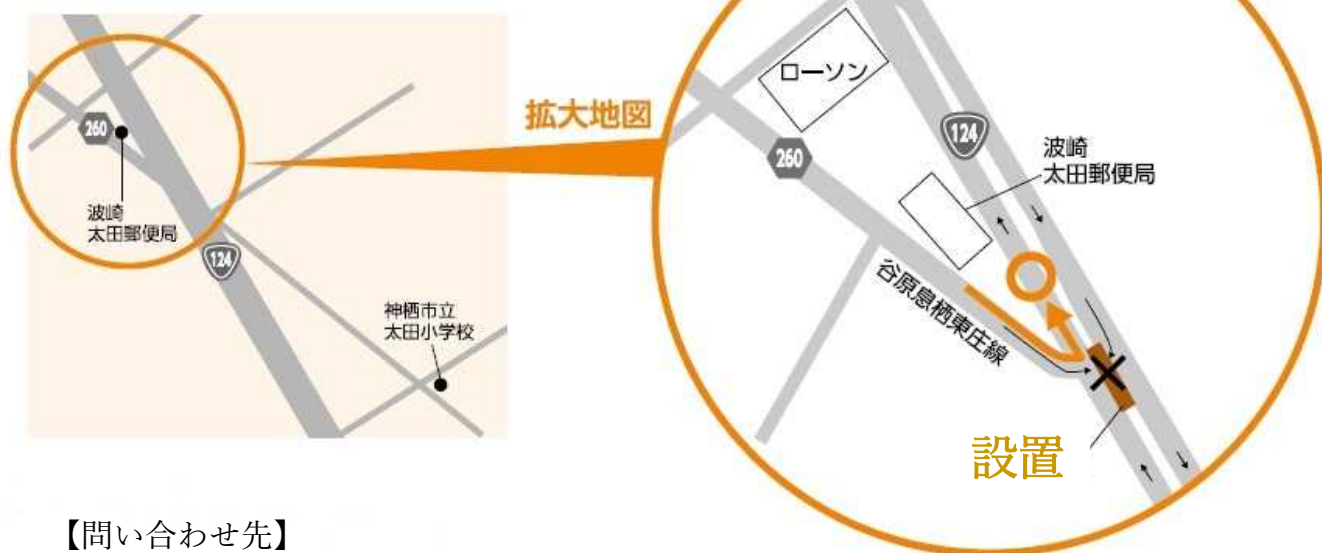 260
波崎
太田郵便局
124
神栖市立
太田小学校
拡大地図
ローソン
124
260
波崎
太田郵便局
谷原息栖東庄線
設置
【問い合わせ先】